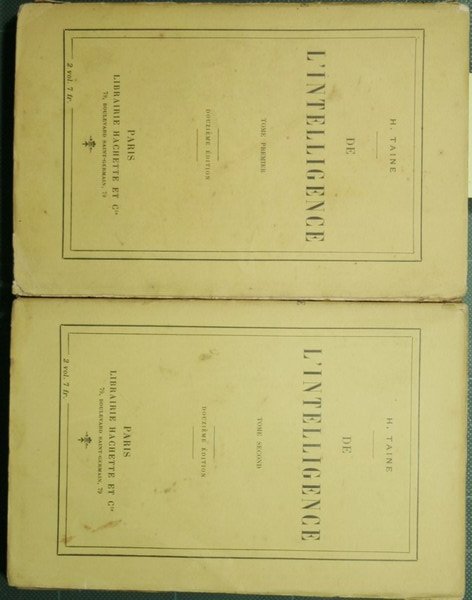 H. TAINE
DE
L'INTELLIGENCE
TOME PREMIER
DOUZIÈME ÉDITION
PARIS
LIBRAIRIE HACHETTE ET Cie
79, BOULEVARD SAINT-GERMAIN, 79
2 vol. 7 fr.
H. TAINE
DE
L'INTELLIGENCE
TOME SECOND
DOUZIÈME ÉDITION
PARIS
LIBRAIRIE HACHETTE ET Cie
79, BOULEVARD SAINT-GERMAIN, 79
2 vol. 7 fr.